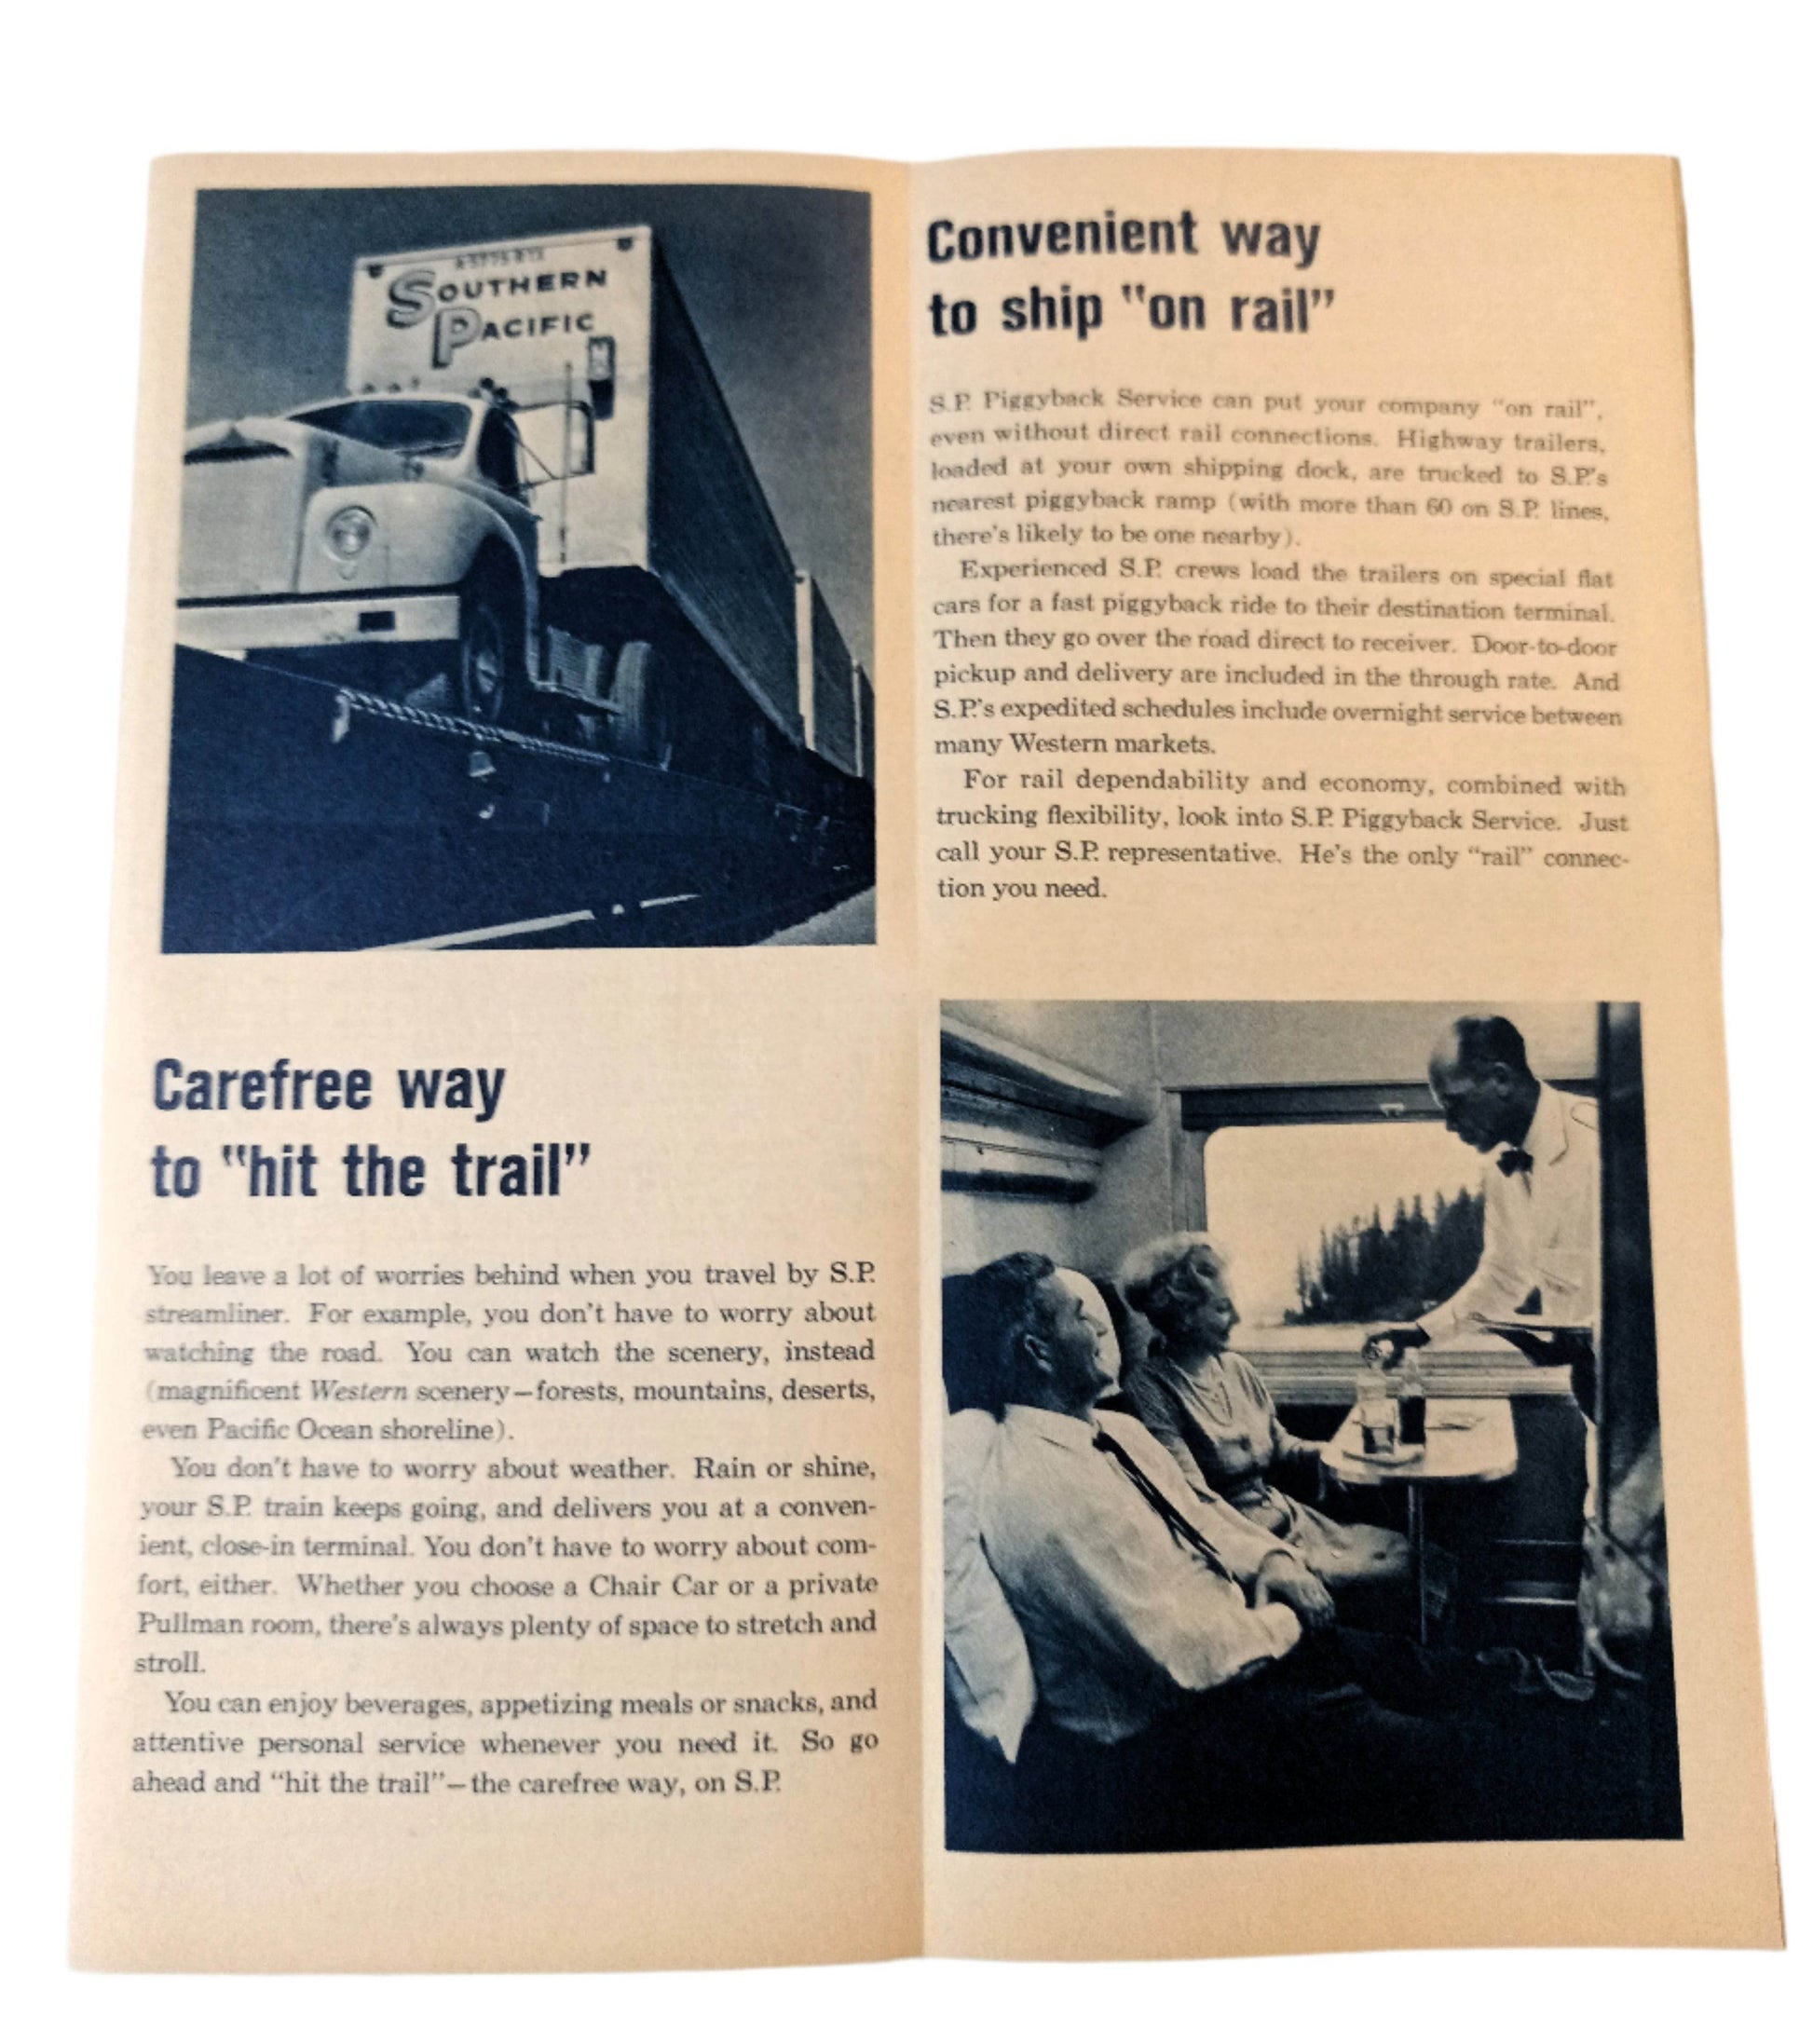 SOUTHERN
PACIFIC
Convenient way
to ship "on rail"
S.P. Piggyback Service can put your company "on rail",
even without direct rail connections. Highway trailers,
loaded at your own shipping dock, are trucked to S.P.'s
nearest piggyback ramp (with more than 60 on S.P. lines,
there's likely to be one nearby).
Experienced S.P. crews load the trailers on special flat
cars for a fast piggyback ride to their destination terminal.
Then they go over the road direct to receiver. Door-to-door
pickup and delivery are included in the through rate. And
S.P.'s expedited schedules include overnight service between
many Western markets.
For rail dependability and economy, combined with
trucking flexibility, look into S.P. Piggyback Service. Just
call your S.P. representative. He's the only "rail" connec-
tion you need.
Carefree way
to "hit the trail"
You leave a lot of worries behind when you travel by S.P.
streamliner. For example, you don't have to worry about
watching the road. You can watch the scenery, instead
(magnificent Western scenery—forests, mountains, deserts,
even Pacific Ocean shoreline).
You don't have to worry about weather. Rain or shine,
your S.P. train keeps going, and delivers you at a conven-
ient, close-in terminal. You don't have to worry about com-
fort, either. Whether you choose a Chair Car or a private
Pullman room, there's always plenty of space to stretch and
stroll.
You can enjoy beverages, appetizing meals or snacks, and
attentive personal service whenever you need it. So go
ahead and "hit the trail"—the carefree way, on S.P.